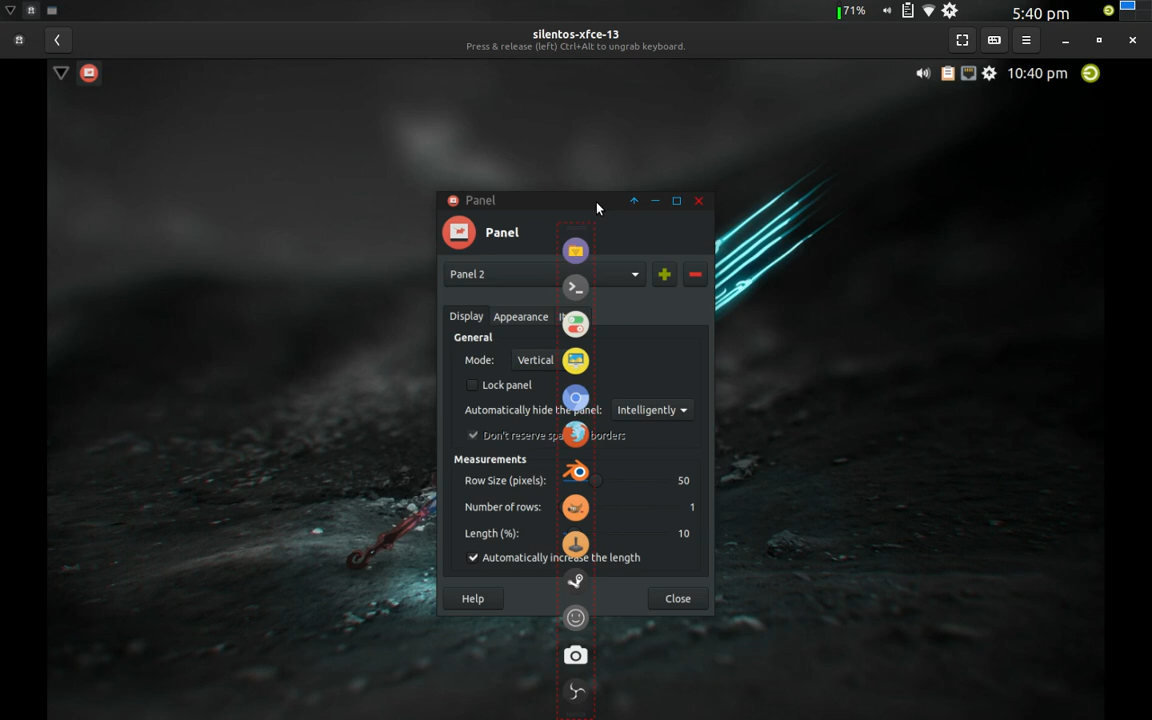 71%
5:40 pm
silentos-xfce-13
Press & release (left) Ctrl+Alt to ungrab keyboard.
10:40 pm
Panel
Panel
Panel 2
Display Appearance
General
Mode: Vertical
Lock panel
Automatically hide the panel: Intelligently
Don't reserve borders
Measurements
Row Size (pixels): 50
Number of rows: 1
Length (%): 10
Automatically increase the length
Help Close